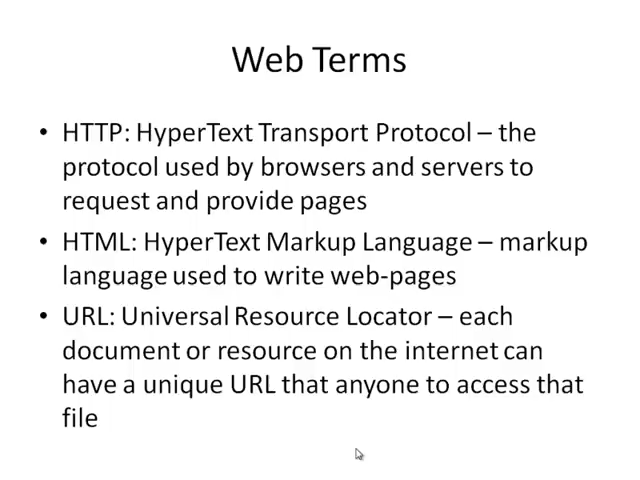 Web Terms
• HTTP: HyperText Transport Protocol – the
protocol used by browsers and servers to
request and provide pages
• HTML: HyperText Markup Language – markup
language used to write web-pages
• URL: Universal Resource Locator – each
document or resource on the internet can
have a unique URL that anyone to access that
file